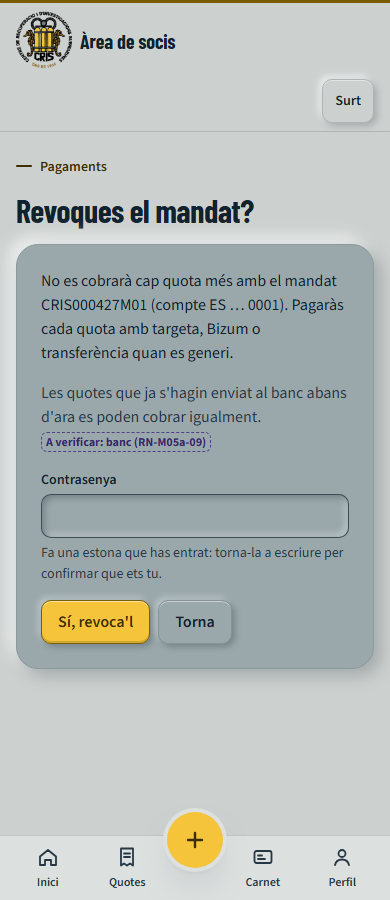 CRIS
Àrea de socis
Surt
Pagaments
Revoques el mandat?
No es cobrarà cap quota més amb el mandat
CRIS000427M01 (compte ES … 0001). Pagaràs
cada quota amb targeta, Bizum o
transferència quan es generi.
Les quotes que ja s'hagin enviat al banc abans
d'ara es poden cobrar igualment.
A verificar: banc (RN-M05a-09)
Contrasenya
Fa una estona que has entrat: torna-la a escriure per
confirmar que ets tu.
Sí, revoca'l
Torna
Inici
Quotes
Carnet
Perfil